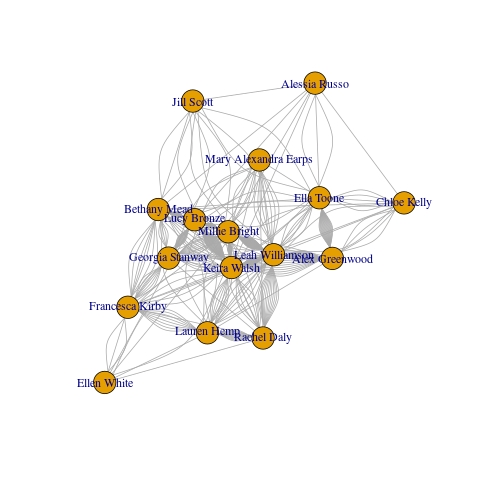 Alessia Russo
Jill Scott
Mary Alexandra Earps
Ella Toone
Chloe Kelly
Bethany Mead
Lucy Bronze
Millie Bright
Leah Williamson
Georgia Stanway
Alex Greenwood
Keira Walsh
Francesca Kirby
Lauren Hemp
Rachel Daly
Ellen White